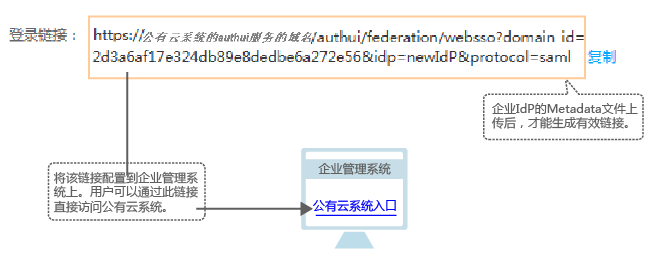 登录链接：
https://公有云系统的authui服务的域名/authui/federation/websso?domain_id=
2d3a6af17e324db89e8dedbe6a272e56&idp=newIdP&protocol=saml
复制
企业IdP的Metadata文件上
传后，才能生成有效链接。
企业管理系统
将该链接配置到企业管理系
统上。用户可以通过此链接
直接访问公有云系统。
公有云系统入口